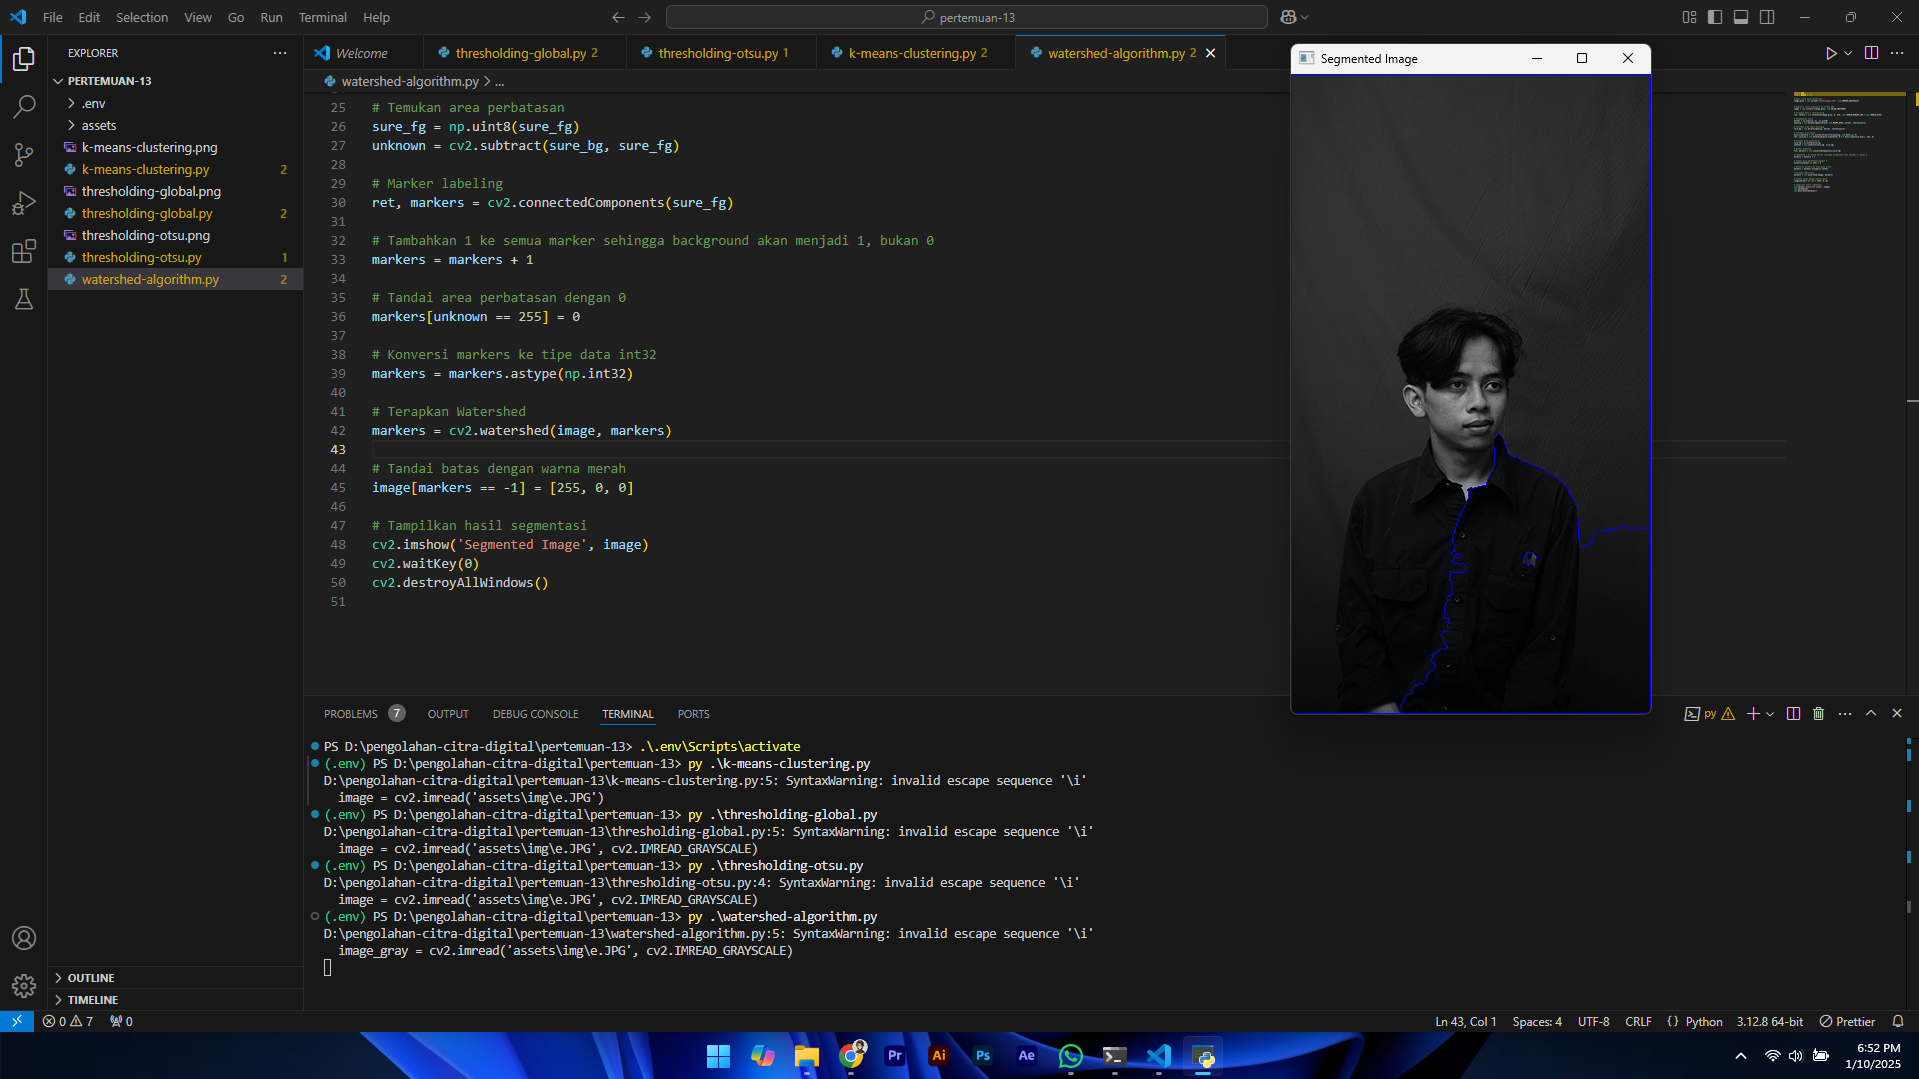 File Edit Selection View Go Run Terminal Help
pertemuan-13
EXPLORER
PERTEMUAN-13
.env
assets
k-means-clustering.png
k-means-clustering.py 2
thresholding-global.png
thresholding-global.py 2
thresholding-otsu.png
thresholding-otsu.py 1
watershed-algorithm.py 2
OUTLINE
TIMELINE
Welcome thresholding-global.py 2 thresholding-otsu.py 1 k-means-clustering.py 2 watershed-algorithm.py 2
watershed-algorithm.py > ...
25 # Temukan area perbatasan
26 sure_fg = np.uint8(sure_fg)
27 unknown = cv2.subtract(sure_bg, sure_fg)
28
29 # Marker labeling
30 ret, markers = cv2.connectedComponents(sure_fg)
31
32 # Tambahkan 1 ke semua marker sehingga background akan menjadi 1, bukan 0
33 markers = markers + 1
34
35 # Tandai area perbatasan dengan 0
36 markers[unknown == 255] = 0
37
38 # Konversi markers ke tipe data int32
39 markers = markers.astype(np.int32)
40
41 # Terapkan Watershed
42 markers = cv2.watershed(image, markers)
43
44 # Tandai batas dengan warna merah
45 image[markers == -1] = [255, 0, 0]
46
47 # Tampilkan hasil segmentasi
48 cv2.imshow('Segmented Image', image)
49 cv2.waitKey(0)
50 cv2.destroyAllWindows()
51
Segmented Image
PROBLEMS 7 OUTPUT DEBUG CONSOLE TERMINAL PORTS
py
PS D:\pengolahan-citra-digital\pertemuan-13> .\.env\Scripts\activate
(.env) PS D:\pengolahan-citra-digital\pertemuan-13> py .\k-means-clustering.py
D:\pengolahan-citra-digital\pertemuan-13\k-means-clustering.py:5: SyntaxWarning: invalid escape sequence '\i'
image = cv2.imread('assets\img\e.JPG')
(.env) PS D:\pengolahan-citra-digital\pertemuan-13> py .\thresholding-global.py
D:\pengolahan-citra-digital\pertemuan-13\thresholding-global.py:5: SyntaxWarning: invalid escape sequence '\i'
image = cv2.imread('assets\img\e.JPG', cv2.IMREAD_GRAYSCALE)
(.env) PS D:\pengolahan-citra-digital\pertemuan-13> py .\thresholding-otsu.py
D:\pengolahan-citra-digital\pertemuan-13\thresholding-otsu.py:4: SyntaxWarning: invalid escape sequence '\i'
image = cv2.imread('assets\img\e.JPG', cv2.IMREAD_GRAYSCALE)
(.env) PS D:\pengolahan-citra-digital\pertemuan-13> py .\watershed-algorithm.py
D:\pengolahan-citra-digital\pertemuan-13\watershed-algorithm.py:5: SyntaxWarning: invalid escape sequence '\i'
image_gray = cv2.imread('assets\img\e.JPG', cv2.IMREAD_GRAYSCALE)
0 7 0
Ln 43, Col 1 Spaces: 4 UTF-8 CRLF {} Python 3.12.8 64-bit Prettier
Pr Ai Ps Ae
6:52 PM
1/10/2025